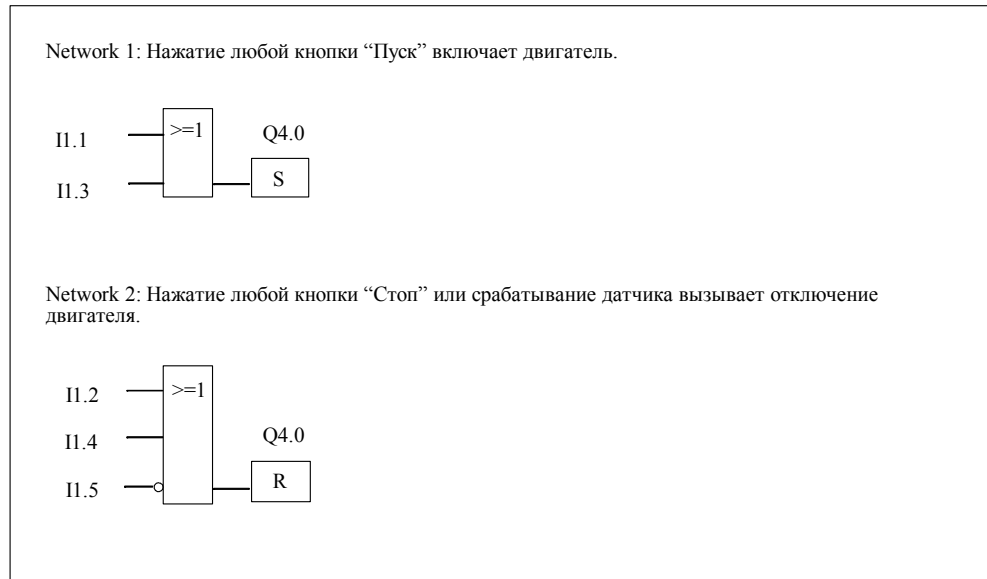 Network 1: Нажатие любой кнопки “Пуск” включает двигатель.
I1.1
>=1
Q4.0
I1.3
S
Network 2: Нажатие любой кнопки “Стоп” или срабатывание датчика вызывает отключение
двигателя.
I1.2
>=1
I1.4
Q4.0
I1.5
R